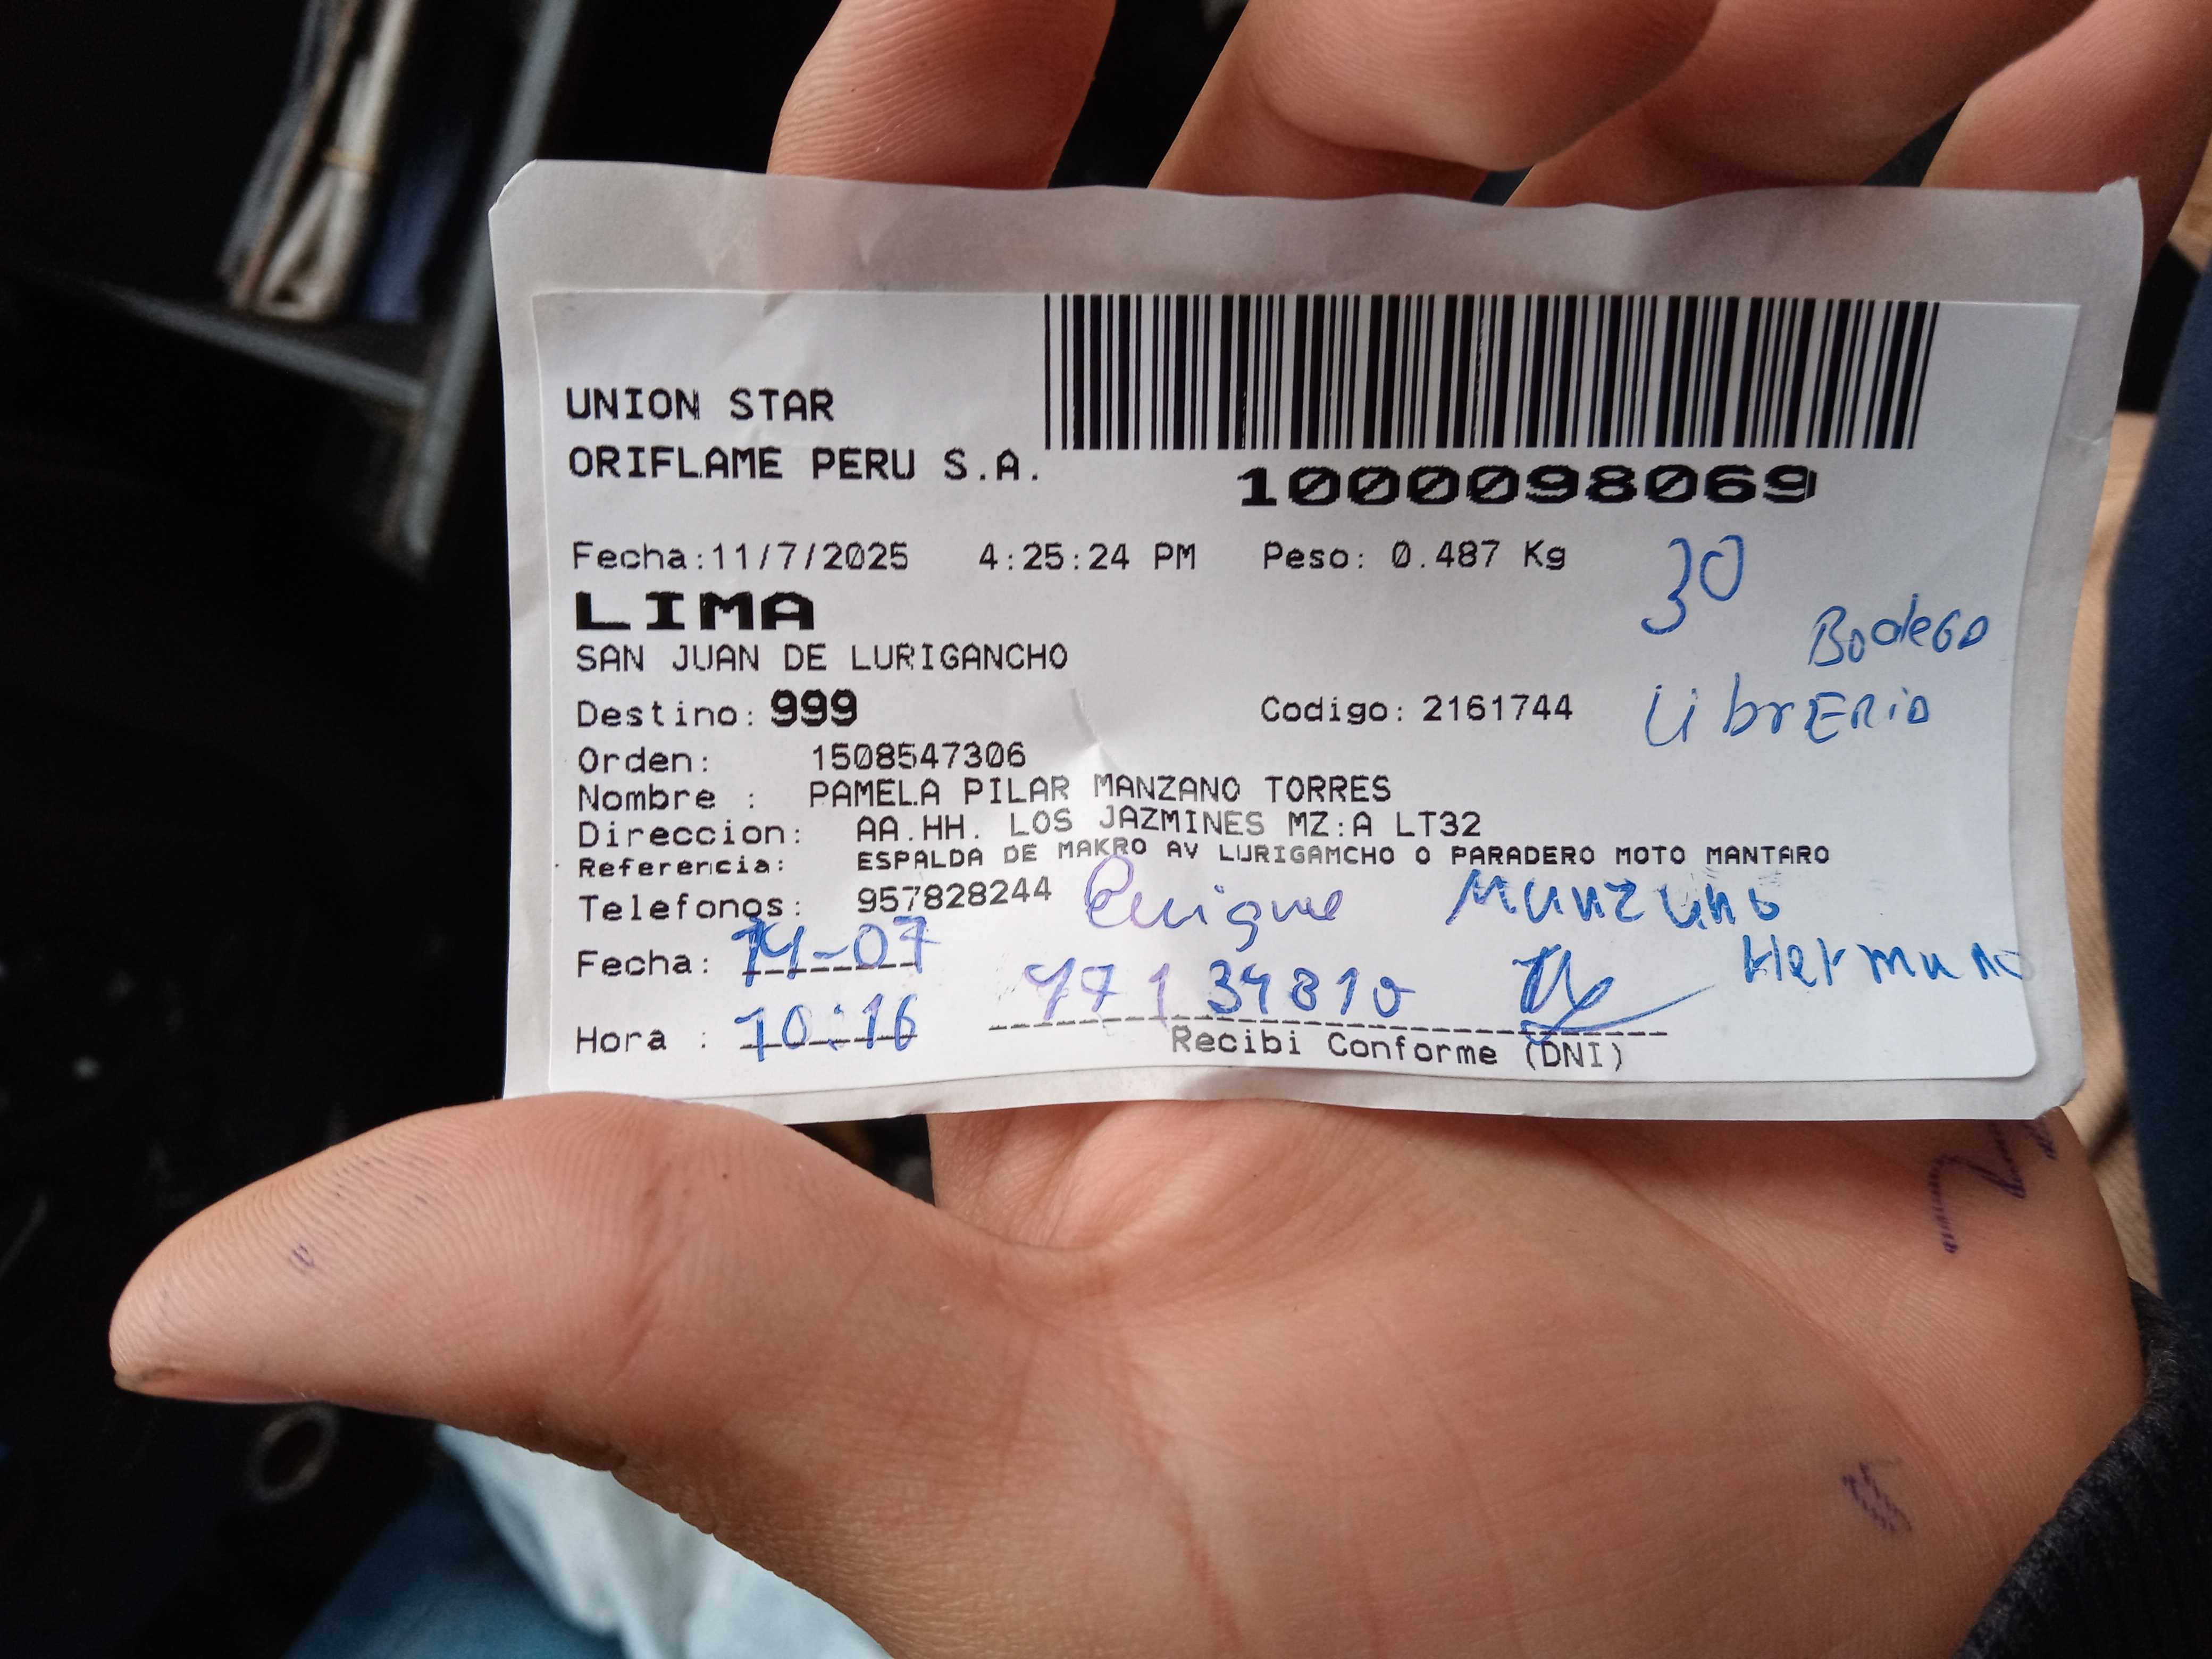 UNION STAR
ORIFLAME PERU S.A.
1000098069
Fecha:11/7/2025 4:25:24 PM Peso: 0.487 Kg
30
LIMA
Bodega
SAN JUAN DE LURIGANCHO
Destino: 999 Codigo: 2161744
Librería
Orden: 1508547306
Nombre : PAMELA PILAR MANZANO TORRES
Direccion: AA.HH. LOS JAZMINES MZ:A LT32
Referencia: ESPALDA DE MAKRO AV LURIGAMCHO O PARADERO MOTO MANTARO
Telefonos: 957828244 Enrique Manzano
Fecha: 14-07 Hermano
Hora : 10:16
Recibi Conforme (DNI)